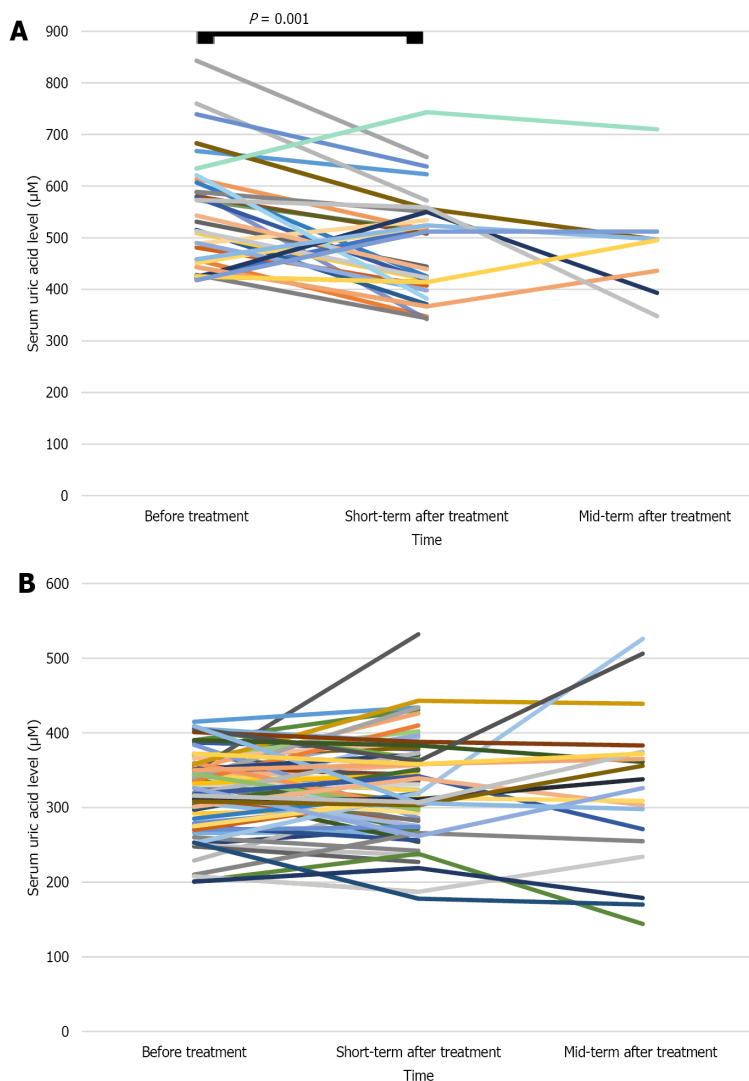 A
P = 0.001
900
800
700
600
500
400
300
200
100
0
Serum uric acid level (µM)
Before treatment
Short-term after treatment
Mid-term after treatment
Time
B
600
500
400
300
200
100
0
Serum uric acid level (µM)
Before treatment
Short-term after treatment
Mid-term after treatment
Time